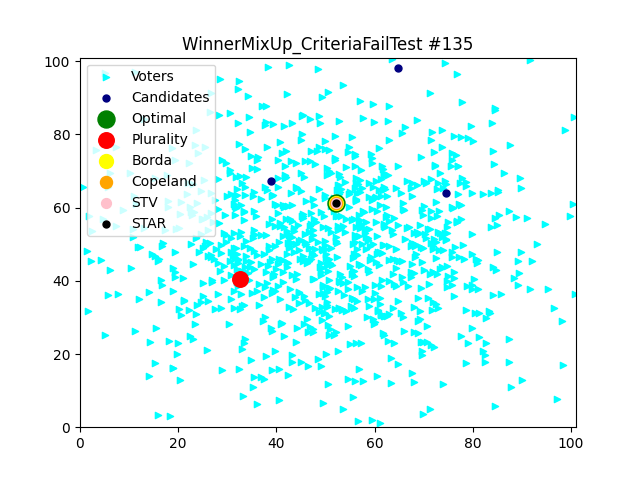 WinnerMixUp_CriteriaFailTest #135
100
80
60
40
20
0
0
20
40
60
80
100
Voters
Candidates
Optimal
Plurality
Borda
Copeland
STV
STAR